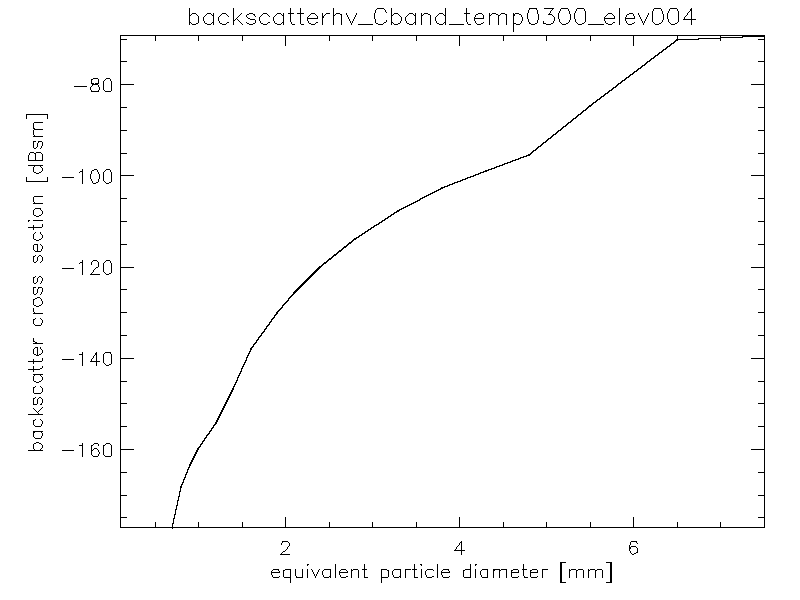 backscatterhv_Cband_temp0300_elev004
-80
-100
-120
-140
-160
backscatter cross section [dBsm]
2 4 6
equivalent particle diameter [mm]